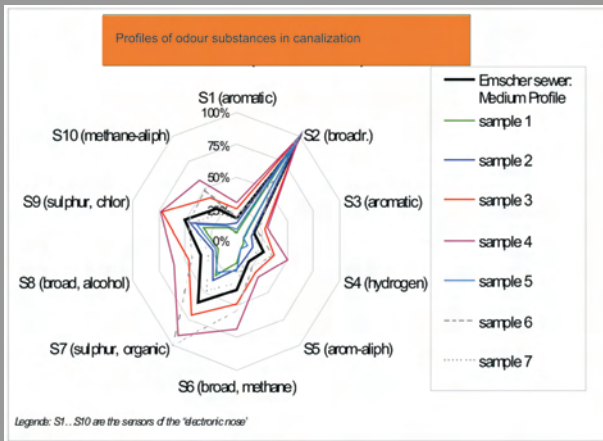 Profiles of odour substances in canalization
S1 (aromatic)
100%
S10 (methane-aliph)
S2 (broadr.)
75%
50%
S9 (sulphur, chlor)
S3 (aromatic)
25%
0%
S8 (broad, alcohol)
S4 (hydrogen)
S7 (sulphur, organic)
S5 (arom-aliph)
S6 (broad, methane)
Emscher sewer:
Medium Profile
sample 1
sample 2
sample 3
sample 4
sample 5
sample 6
sample 7
Legends: S1...S10 are the sensors of the 'electronic nose'